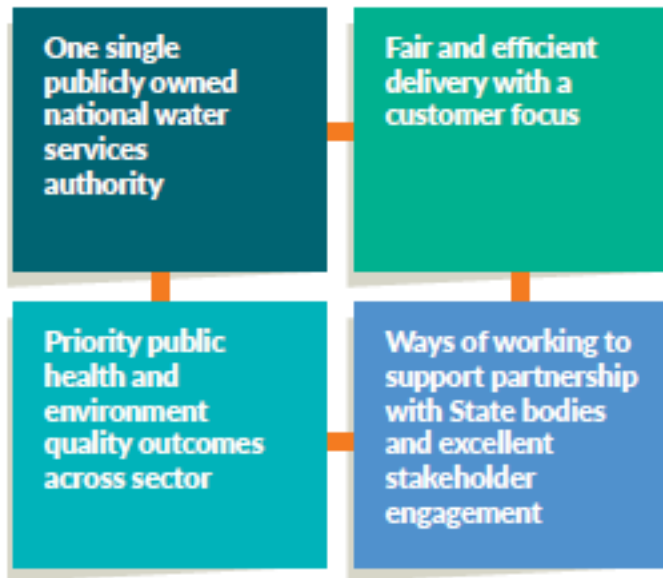 One single
publicly owned
national water
services
authority
Fair and efficient
delivery with a
customer focus
Priority public
health and
environment
quality outcomes
across sector
Ways of working to
support partnership
with State bodies
and excellent
stakeholder
engagement